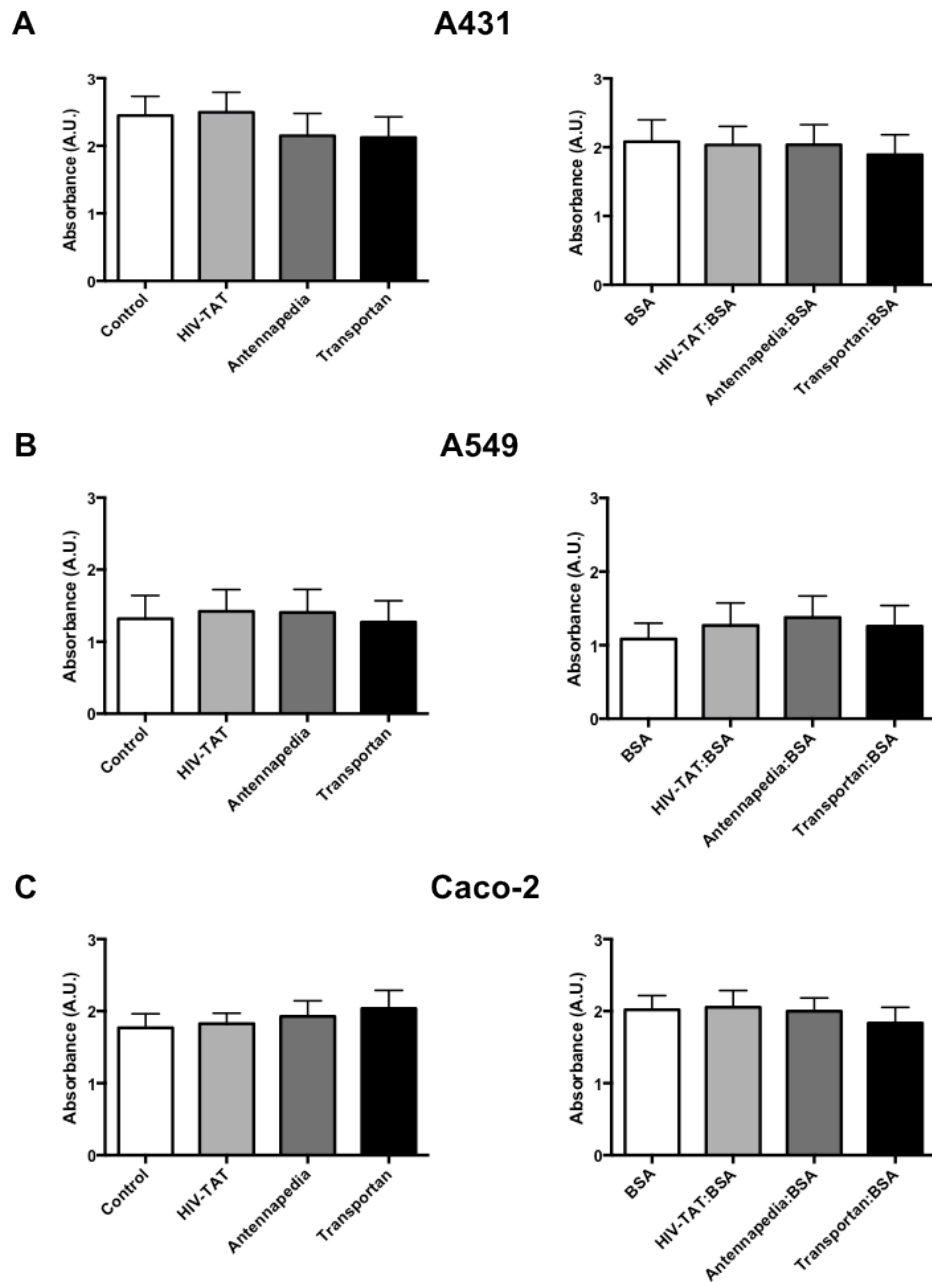 A
A431
Absorbance (A.U.)
3
2
1
0
Control
HIV-TAT
Antennapedia
Transportan
Absorbance (A.U.)
3
2
1
0
BSA
HIV-TAT:BSA
Antennapedia:BSA
Transportan:BSA
B
A549
Absorbance (A.U.)
3
2
1
0
Control
HIV-TAT
Antennapedia
Transportan
Absorbance (A.U.)
3
2
1
0
BSA
HIV-TAT:BSA
Antennapedia:BSA
Transportan:BSA
C
Caco-2
Absorbance (A.U.)
3
2
1
0
Control
HIV-TAT
Antennapedia
Transportan
Absorbance (A.U.)
3
2
1
0
BSA
HIV-TAT:BSA
Antennapedia:BSA
Transportan:BSA